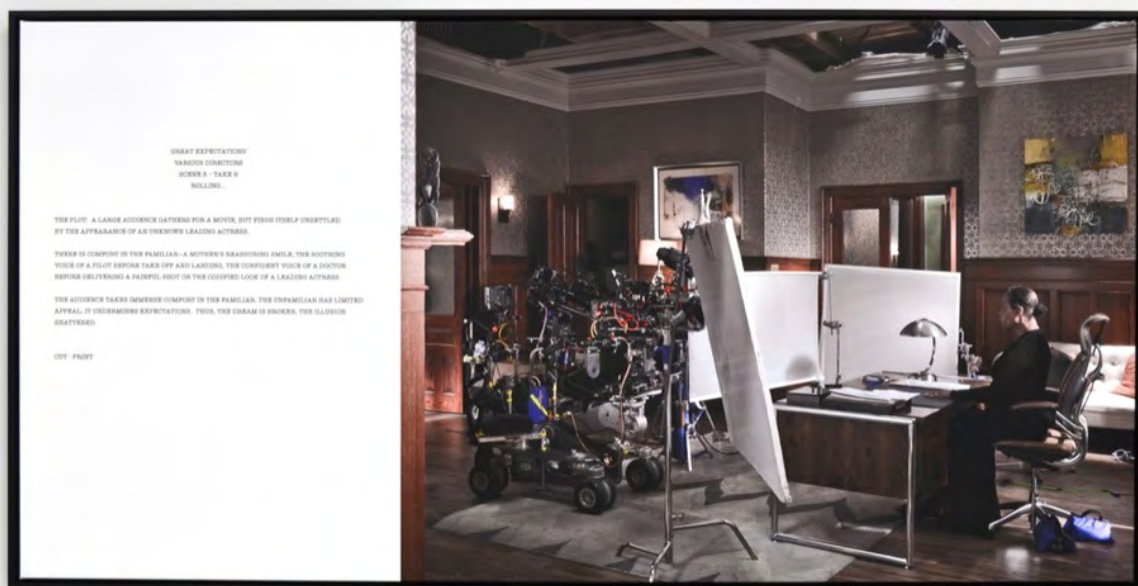 GREAT EXPECTATIONS
VARIOUS DIRECTORS
SCENE 2 - TAKE 9
ROLLING...
THE PLOT: A LARGE AUDIENCE GATHERS FOR A MOVIE, BUT FINDS ITSELF UNSETTLED
BY THE APPEARANCE OF AN UNKNOWN LEADING ACTRESS.
THERE IS COMFORT IN THE FAMILIAR—A MOTHER'S REASSURING SMILE, THE SOOTHING
VOICE OF A PILOT BEFORE TAKE OFF AND LANDING, THE CONFIDENT VOICE OF A DOCTOR
BEFORE DELIVERING A PAINFUL SHOT OR THE CODIFIED LOOK OF A LEADING ACTRESS.
THE AUDIENCE TAKES IMMENSE COMFORT IN THE FAMILIAR. THE UNFAMILIAR HAS LIMITED
APPEAL; IT UNDERMINES EXPECTATIONS. THUS, THE DREAM IS BROKEN, THE ILLUSION
SHATTERED.
CUT - PRINT